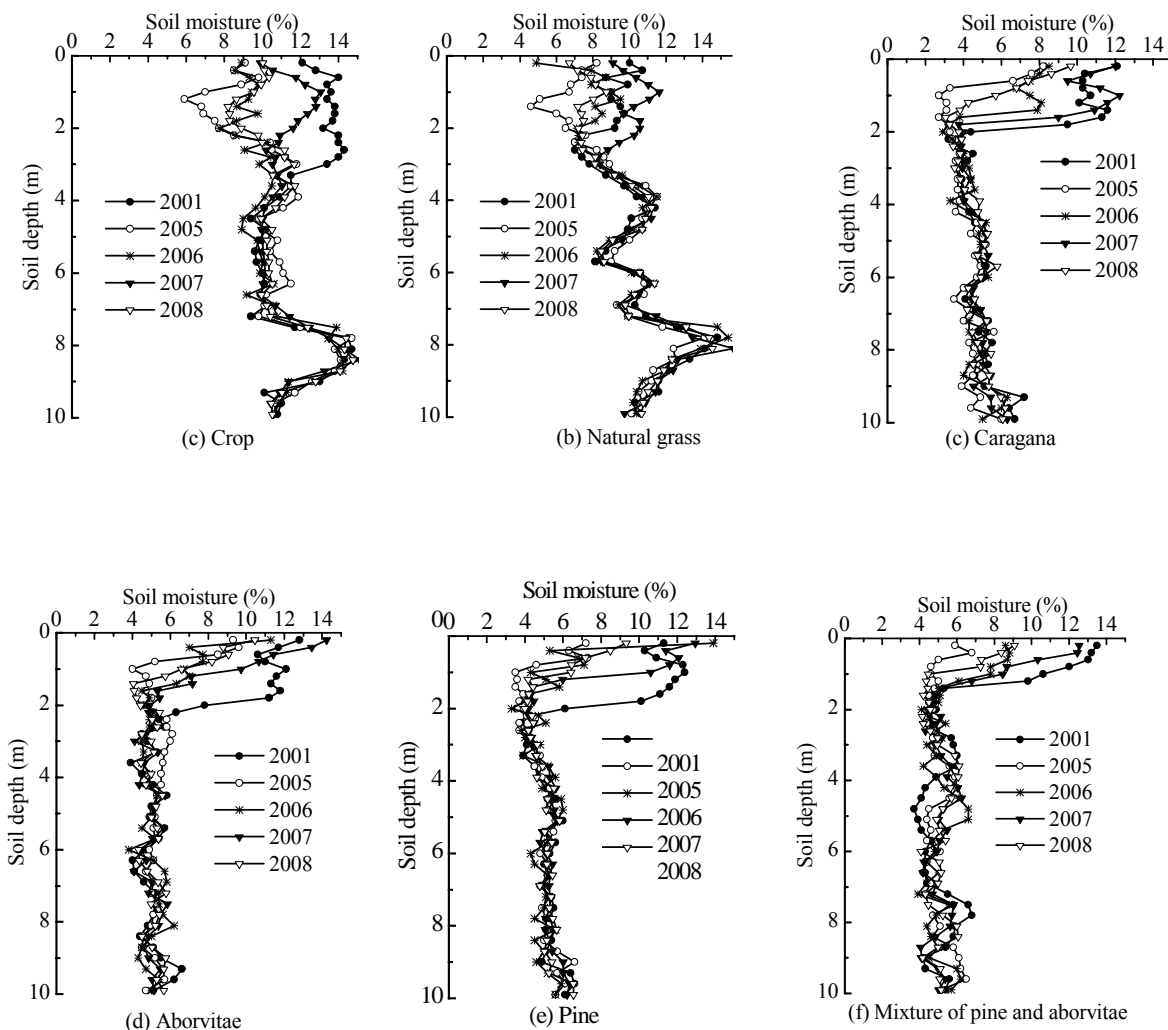 Soil moisture (%)
0 2 4 6 8 10 12 14
0
2
4
6
8
10
Soil depth (m)
2001
2005
2006
2007
2008
(c) Crop
Soil moisture (%)
0 2 4 6 8 10 12 14
0
2
4
6
8
10
Soil depth (m)
2001
2005
2006
2007
2008
(b) Natural grass
Soil moisture (%)
0 2 4 6 8 10 12 14
0
2
4
6
8
10
Soil depth (m)
2001
2005
2006
2007
2008
(c) Caragana
Soil moisture (%)
0 2 4 6 8 10 12 14
0
2
4
6
8
10
Soil depth (m)
2001
2005
2006
2007
2008
(d) Aborvitae
Soil moisture (%)
0 2 4 6 8 10 12 14
0
2
4
6
8
10
Soil depth (m)
2001
2005
2006
2007
2008
(e) Pine
Soil moisture (%)
0 2 4 6 8 10 12 14
0
2
4
6
8
10
Soil depth (m)
2001
2005
2006
2007
2008
(f) Mixture of pine and aborvitae